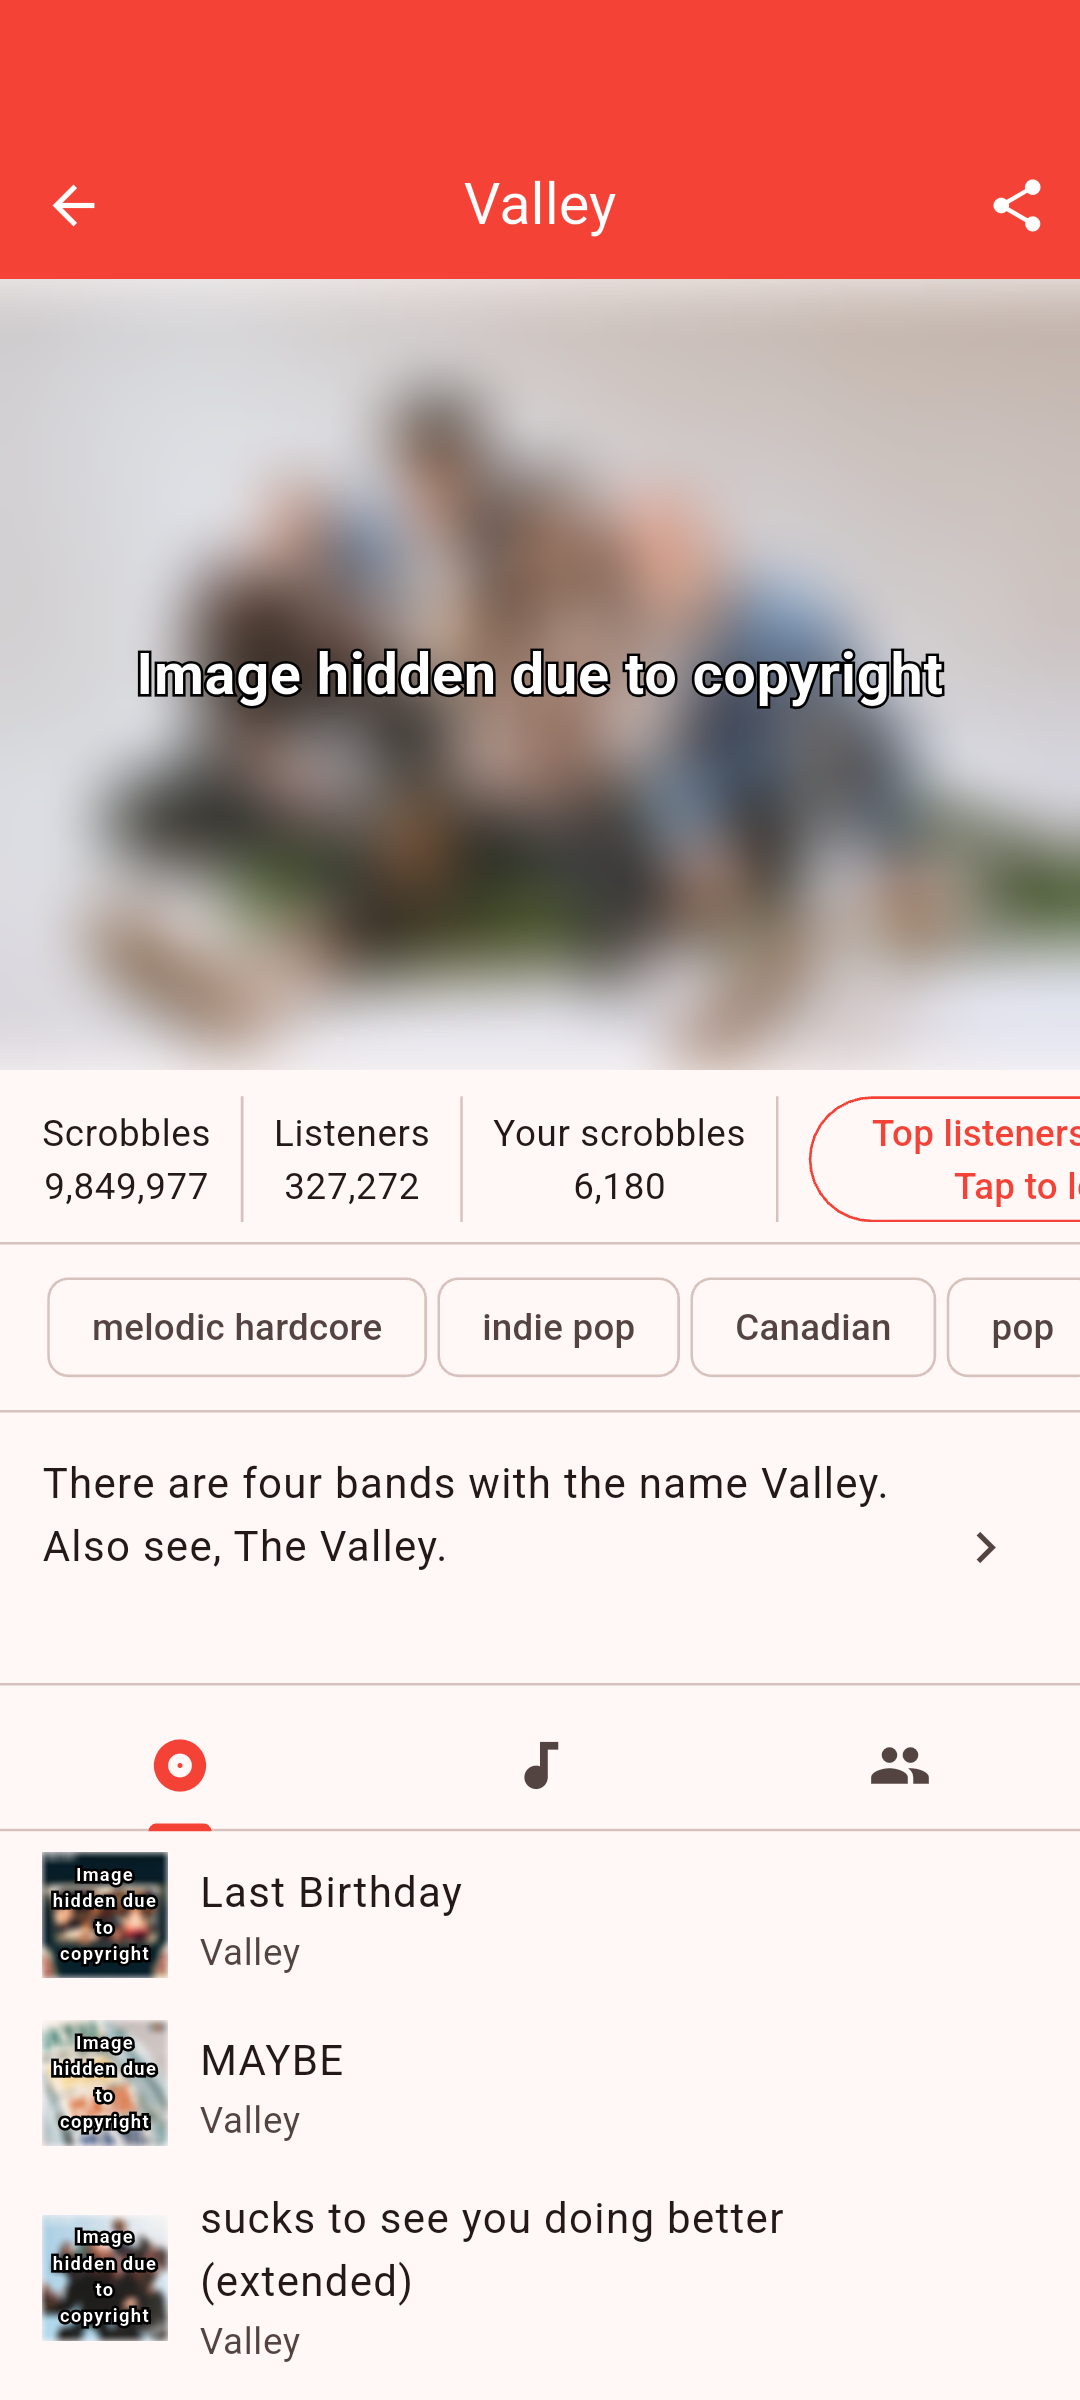 Valley
Image hidden due to copyright
Scrobbles
9,849,977
Listeners
327,272
Your scrobbles
6,180
Top listeners
Tap to
melodic hardcore
indie pop
Canadian
pop
There are four bands with the name Valley.
Also see, The Valley.
Image
hidden due
to
copyright
Last Birthday
Valley
Image
hidden due
to
copyright
MAYBE
Valley
Image
hidden due
to
copyright
sucks to see you doing better
(extended)
Valley